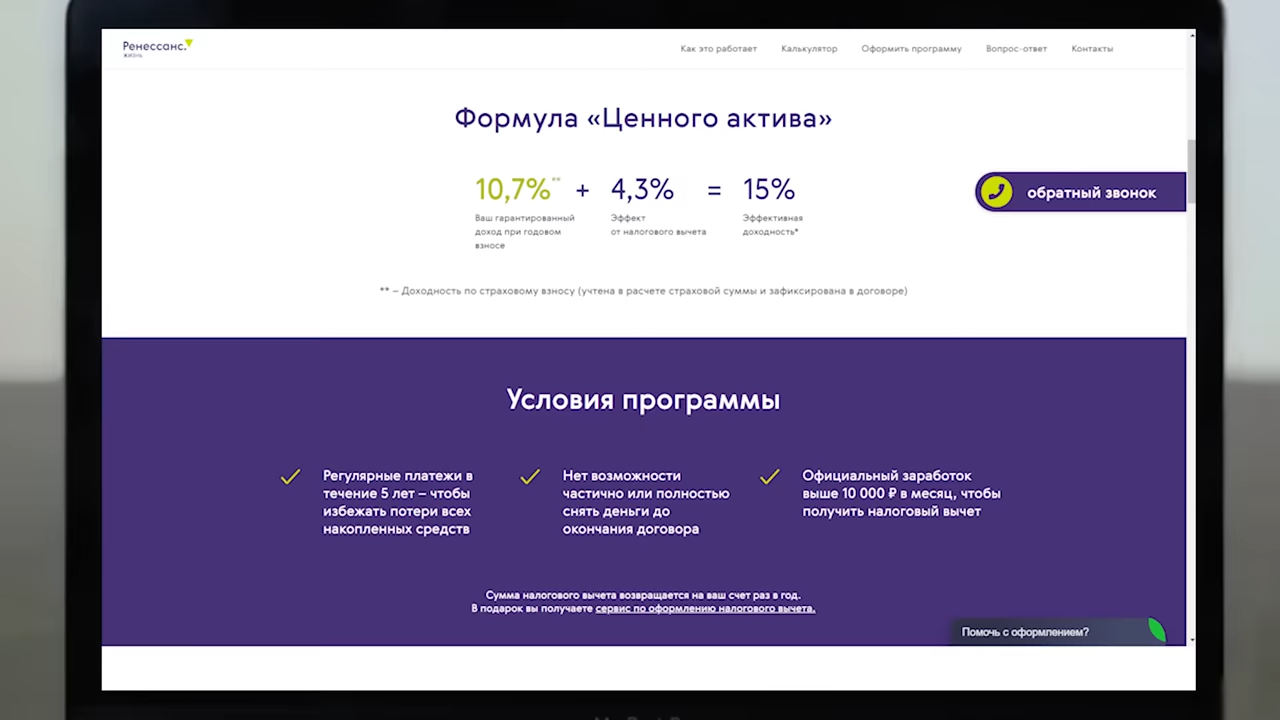 Ренессанс.
жизнь
Как это работает Калькулятор Оформить программу Вопрос-ответ Контакты
Формула «Ценного актива»
10,7%** + 4,3% = 15%
Ваш гарантированный доход при годовом взносе
Эффект от налогового вычета
Эффективная доходность*
обратный звонок
** – Доходность по страховому взносу (учтена в расчете страховой суммы и зафиксирована в договоре)
Условия программы
Регулярные платежи в
течение 5 лет – чтобы
избежать потери всех
накопленных средств
Нет возможности
частично или полностью
снять деньги до
окончания договора
Официальный заработок
выше 10 000 ₽ в месяц, чтобы
получить налоговый вычет
Сумма налогового вычета возвращается на ваш счет раз в год.
В подарок вы получаете сервис по оформлению налогового вычета.
Помочь с оформлением?